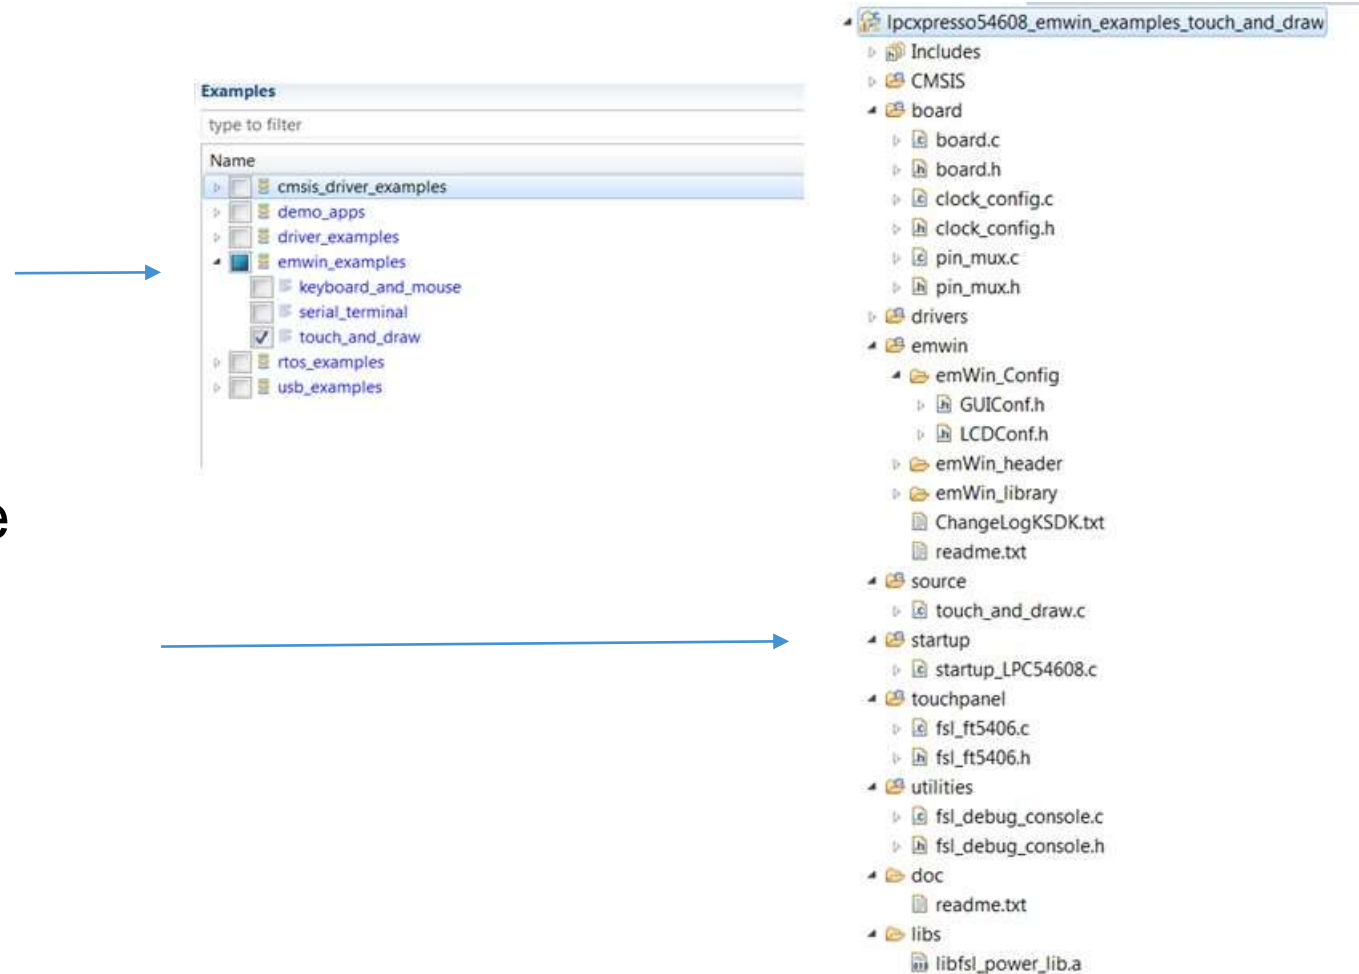 Examples
type to filter
Name
cmsis_driver_examples
demo_apps
driver_examples
emwin_examples
keyboard_and_mouse
serial_terminal
touch_and_draw
rtos_examples
usb_examples
e
lpcxpresso54608_emwin_examples_touch_and_draw
Includes
CMSIS
board
board.c
board.h
clock_config.c
clock_config.h
pin_mux.c
pin_mux.h
drivers
emwin
emWin_Config
GUIConf.h
LCDConf.h
emWin_header
emWin_library
ChangeLogKSDK.txt
readme.txt
source
touch_and_draw.c
startup
startup_LPC54608.c
touchpanel
fsl_ft5406.c
fsl_ft5406.h
utilities
fsl_debug_console.c
fsl_debug_console.h
doc
readme.txt
libs
libfsl_power_lib.a